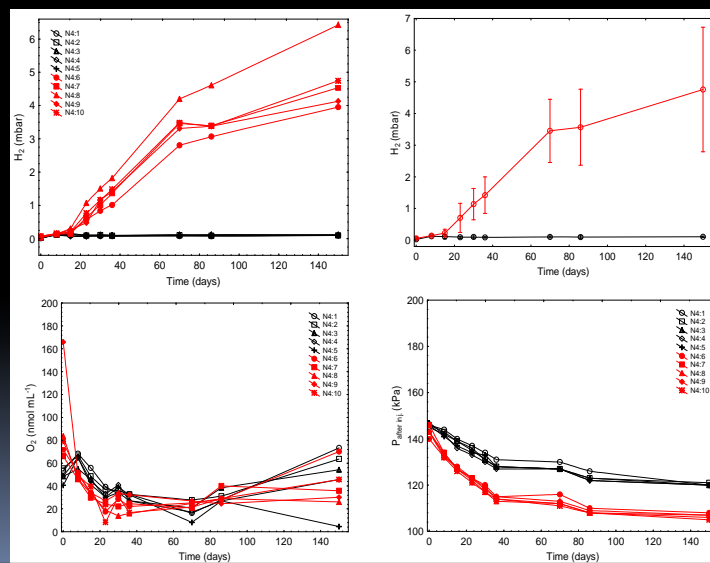 H₂ (mbar)
6
5
4
3
2
1
0
N4:1
N4:2
N4:3
N4:4
N4:5
N4:6
N4:7
N4:8
N4:9
N4:10
0 20 40 60 80 100 120 140
Time (days)
H₂ (mbar)
7
6
5
4
3
2
1
0
0 20 40 60 80 100 120 140
Time (days)
O₂ (nmol mL⁻¹)
200
180
160
140
120
100
80
60
40
20
0
N4:1
N4:2
N4:3
N4:4
N4:5
N4:6
N4:7
N4:8
N4:9
N4:10
0 20 40 60 80 100 120 140
Time (days)
P after inj. (kPa)
200
180
160
140
120
100
N4:1
N4:2
N4:3
N4:4
N4:5
N4:6
N4:7
N4:8
N4:9
N4:10
0 20 40 60 80 100 120 140
Time (days)